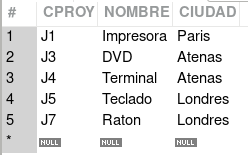 # CPROY NOMBRE CIUDAD
1 J1 Impresora Paris
2 J3 DVD Atenas
3 J4 Terminal Atenas
4 J5 Teclado Londres
5 J7 Raton Londres
* NULL NULL NULL